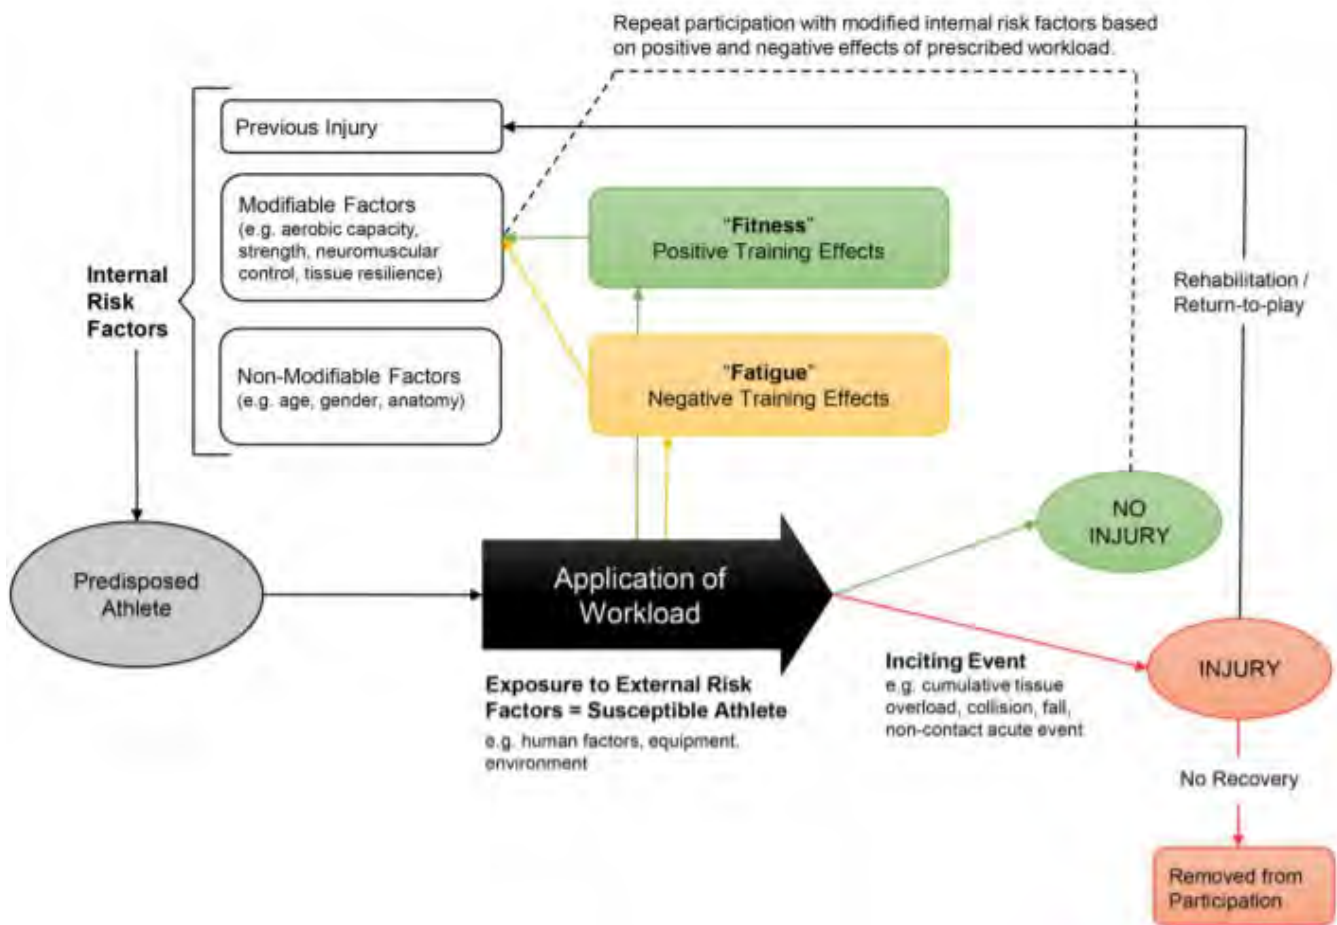 Repeat participation with modified internal risk factors based
on positive and negative effects of prescribed workload.
Previous Injury
Modifiable Factors
(e.g. aerobic capacity,
strength, neuromuscular
control, tissue resilience)
"Fitness"
Positive Training Effects
Internal
Risk
Factors
Rehabilitation /
Return-to-play
Non-Modifiable Factors
(e.g. age, gender, anatomy)
"Fatigue"
Negative Training Effects
NO
INJURY
Predisposed
Athlete
Application of
Workload
Inciting Event
e.g. cumulative tissue
overload, collision, fall,
non-contact acute event
INJURY
Exposure to External Risk
Factors = Susceptible Athlete
e.g. human factors, equipment,
environment
No Recovery
Removed from
Participation